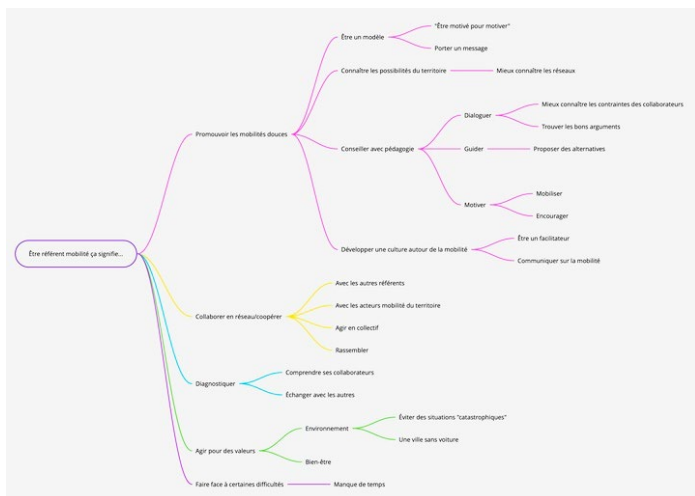 Être référent mobilité ça signifie...
Promouvoir les mobilités douces
Être un modèle
"Être motivé pour motiver"
Porter un message
Connaître les possibilités du territoire
Mieux connaître les réseaux
Conseiller avec pédagogie
Dialoguer
Mieux connaître les contraintes des collaborateurs
Trouver les bons arguments
Guider
Proposer des alternatives
Motiver
Mobiliser
Encourager
Développer une culture autour de la mobilité
Être un facilitateur
Communiquer sur la mobilité
Collaborer en réseau/coopérer
Avec les autres référents
Avec les acteurs mobilité du territoire
Agir en collectif
Rassembler
Diagnostiquer
Comprendre ses collaborateurs
Échanger avec les autres
Agir pour des valeurs
Environnement
Éviter des situations "catastrophiques"
Une ville sans voiture
Bien-être
Faire face à certaines difficultés
Manque de temps